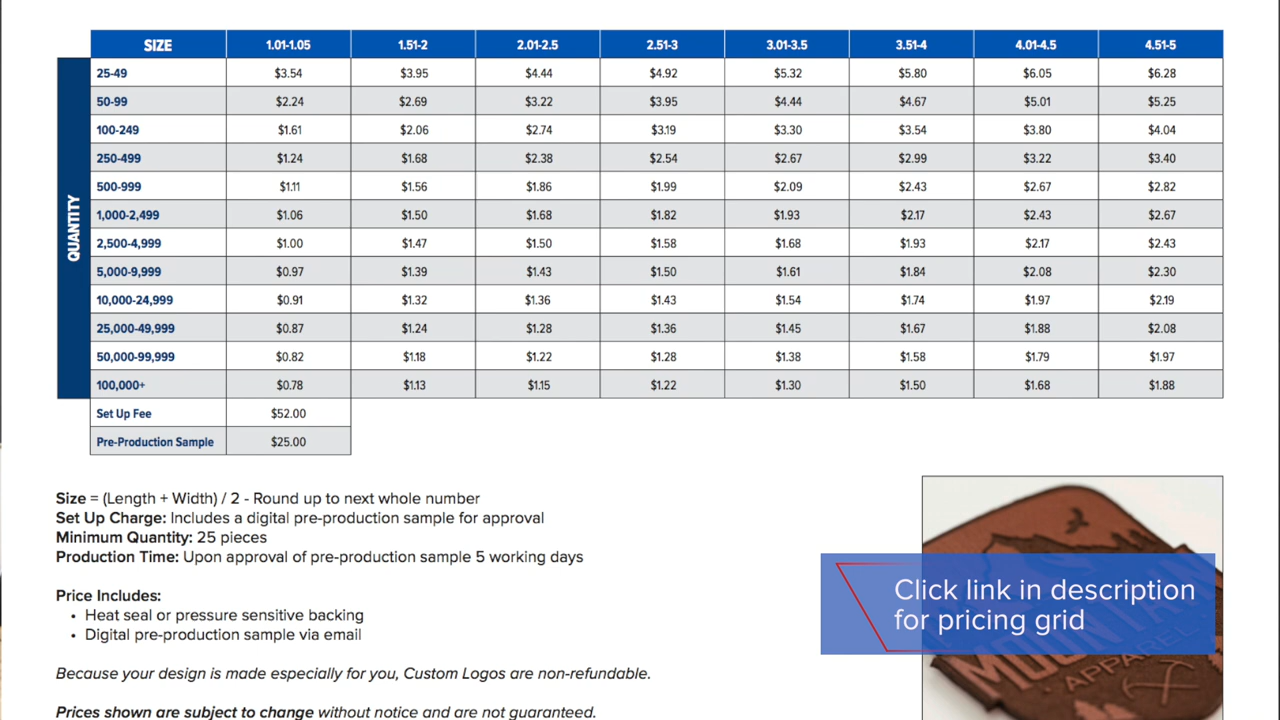 SIZE 1.01-1.05 1.51-2 2.01-2.5 2.51-3 3.01-3.5 3.51-4 4.01-4.5 4.51-5
QUANTITY
25-49 $3.54 $3.95 $4.44 $4.92 $5.32 $5.80 $6.05 $6.28
50-99 $2.24 $2.69 $3.22 $3.95 $4.44 $4.67 $5.01 $5.25
100-249 $1.61 $2.06 $2.74 $3.19 $3.30 $3.54 $3.80 $4.04
250-499 $1.24 $1.68 $2.38 $2.54 $2.67 $2.99 $3.22 $3.40
500-999 $1.11 $1.56 $1.86 $1.99 $2.09 $2.43 $2.67 $2.82
1,000-2,499 $1.06 $1.50 $1.68 $1.82 $1.93 $2.17 $2.43 $2.67
2,500-4,999 $1.00 $1.47 $1.50 $1.58 $1.68 $1.93 $2.17 $2.43
5,000-9,999 $0.97 $1.39 $1.43 $1.50 $1.61 $1.84 $2.08 $2.30
10,000-24,999 $0.91 $1.32 $1.36 $1.43 $1.54 $1.74 $1.97 $2.19
25,000-49,999 $0.87 $1.24 $1.28 $1.36 $1.45 $1.67 $1.88 $2.08
50,000-99,999 $0.82 $1.18 $1.22 $1.28 $1.38 $1.58 $1.79 $1.97
100,000+ $0.78 $1.13 $1.15 $1.22 $1.30 $1.50 $1.68 $1.88
Set Up Fee $52.00
Pre-Production Sample $25.00
Size = (Length + Width) / 2 - Round up to next whole number
Set Up Charge: Includes a digital pre-production sample for approval
Minimum Quantity: 25 pieces
Production Time: Upon approval of pre-production sample 5 working days
Price Includes:
• Heat seal or pressure sensitive backing
• Digital pre-production sample via email
Because your design is made especially for you, Custom Logos are non-refundable.
Prices shown are subject to change without notice and are not guaranteed.
Click link in description
for pricing grid
MOUNTAIN
APPAREL